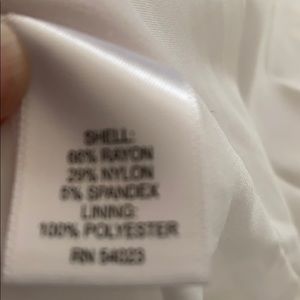 SHELL:
66% RAYON
29% NYLON
5% SPANDEX
LINING:
100% POLYESTER
RN 54023